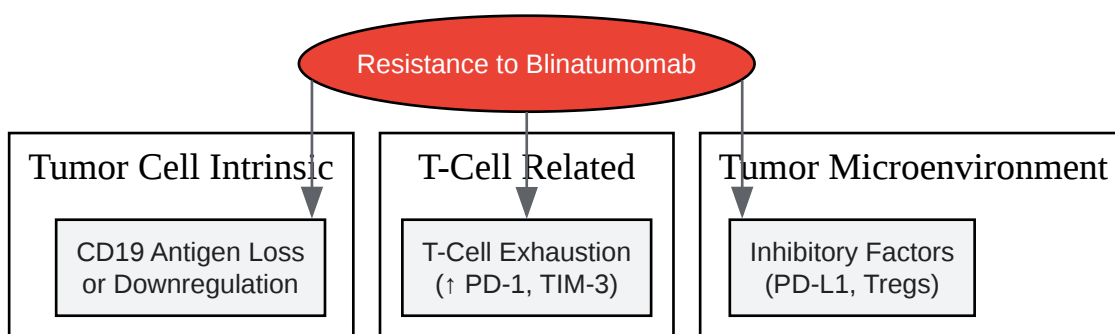 Resistance to Blinatumomab
Tumor Cell Intrinsic
T-Cell Related
Tumor Microenvironment
CD19 Antigen Loss
or Downregulation
T-Cell Exhaustion
(↑ PD-1, TIM-3)
Inhibitory Factors
(PD-L1, Tregs)